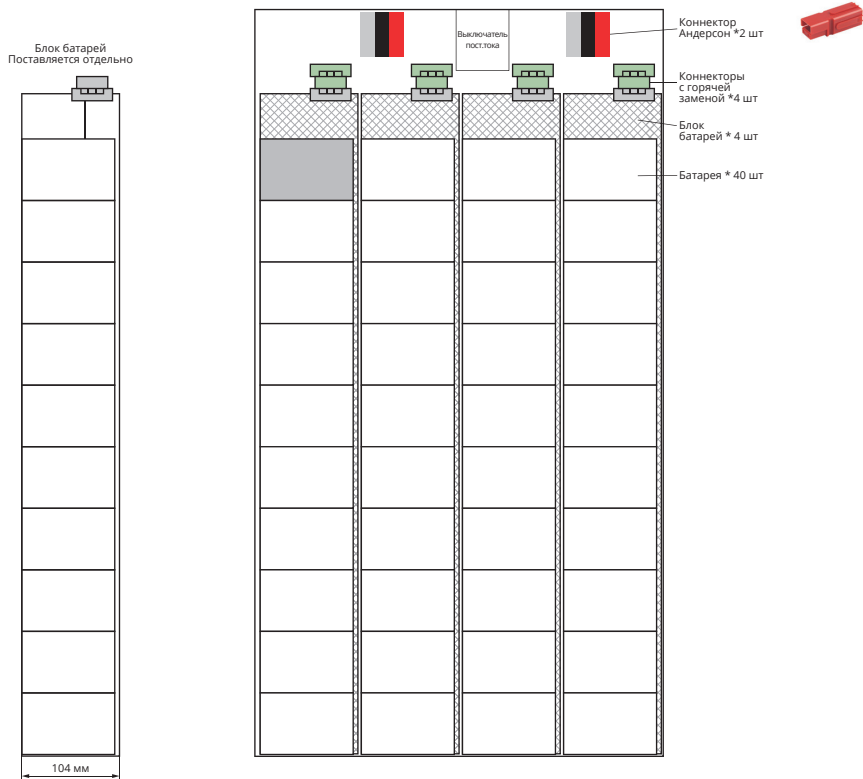 Блок батарей
Поставляется отдельно
104 мм
Выключатель
пост.тока
Коннектор
Андерсон *2 шт
Коннекторы
с горячей
заменой *4 шт
Блок
батарей * 4 шт
Батарея * 40 шт